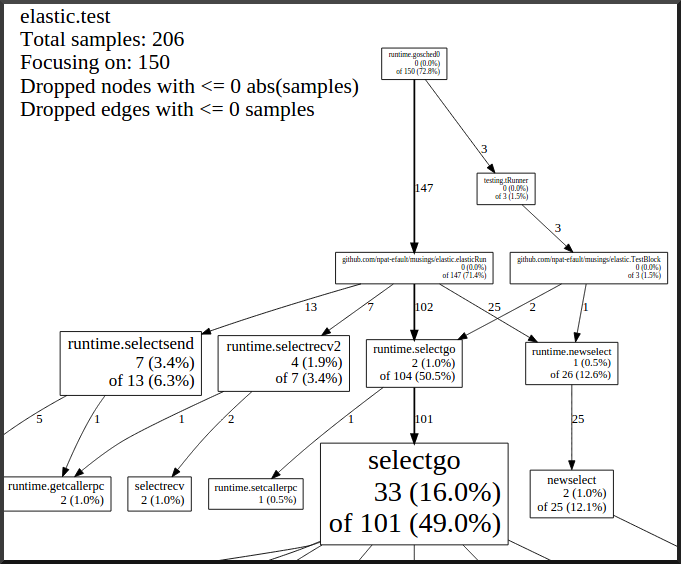 elastic.test
Total samples: 206
Focusing on: 150
Dropped nodes with <= 0 abs(samples)
Dropped edges with <= 0 samples
runtime.gosched0
0 (0.0%)
of 150 (72.8%)
3
147
testing.tRunner
0 (0.0%)
of 3 (1.5%)
3
github.com/npat-efault/musings/elastic.elasticRun
0 (0.0%)
of 147 (71.4%)
github.com/npat-efault/musings/elastic.TestBlock
0 (0.0%)
of 3 (1.5%)
13
7
102
25
2
1
runtime.selectsend
7 (3.4%)
of 13 (6.3%)
runtime.selectrecv2
4 (1.9%)
of 7 (3.4%)
runtime.selectgo
2 (1.0%)
of 104 (50.5%)
runtime.newselect
1 (0.5%)
of 26 (12.6%)
5
1
1
2
1
101
25
runtime.getcallerpc
2 (1.0%)
selectrecv
2 (1.0%)
runtime.setcallerpc
1 (0.5%)
selectgo
33 (16.0%)
of 101 (49.0%)
newselect
2 (1.0%)
of 25 (12.1%)